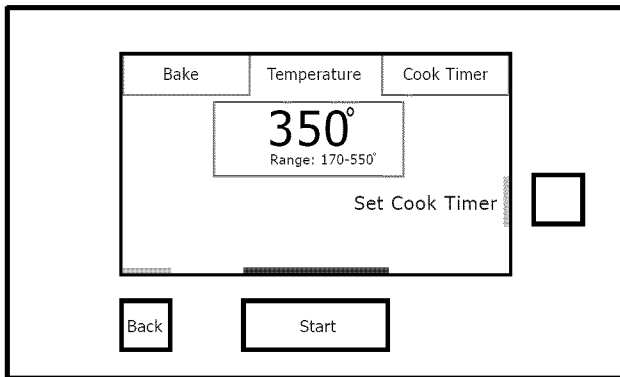 Bake Temperature Cook Timer
350°
Range: 170-550°
Set Cook Timer
Back Start